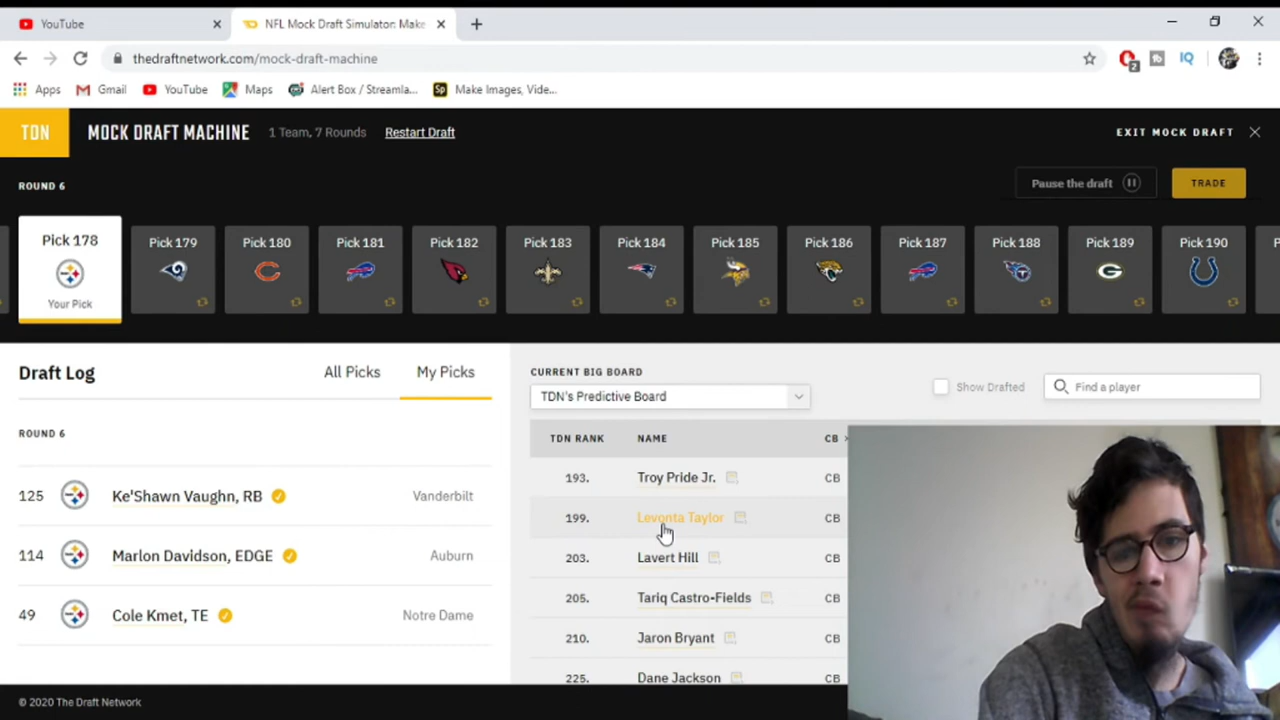 YouTube
NFL Mock Draft Simulator: Make
thedraftnetwork.com/mock-draft-machine
2
IQ
Apps
Gmail
YouTube
Maps
Alert Box / Streamla...
Sp
Make Images, Vide...
TDN
MOCK DRAFT MACHINE
1 Team, 7 Rounds
Restart Draft
EXIT MOCK DRAFT
ROUND 6
Pause the draft
TRADE
Pick 178
Your Pick
Pick 179
Pick 180
Pick 181
Pick 182
Pick 183
Pick 184
Pick 185
Pick 186
Pick 187
Pick 188
Pick 189
Pick 190
Draft Log
All Picks
My Picks
ROUND 6
125 Ke'Shawn Vaughn, RB Vanderbilt
114 Marlon Davidson, EDGE Auburn
49 Cole Kmet, TE Notre Dame
CURRENT BIG BOARD
TDN's Predictive Board
Show Drafted
Find a player
TDN RANK NAME CB
193. Troy Pride Jr. CB
199. Levonta Taylor CB
203. Lavert Hill CB
205. Tariq Castro-Fields CB
210. Jaron Bryant CB
225. Dane Jackson CB
© 2020 The Draft Network